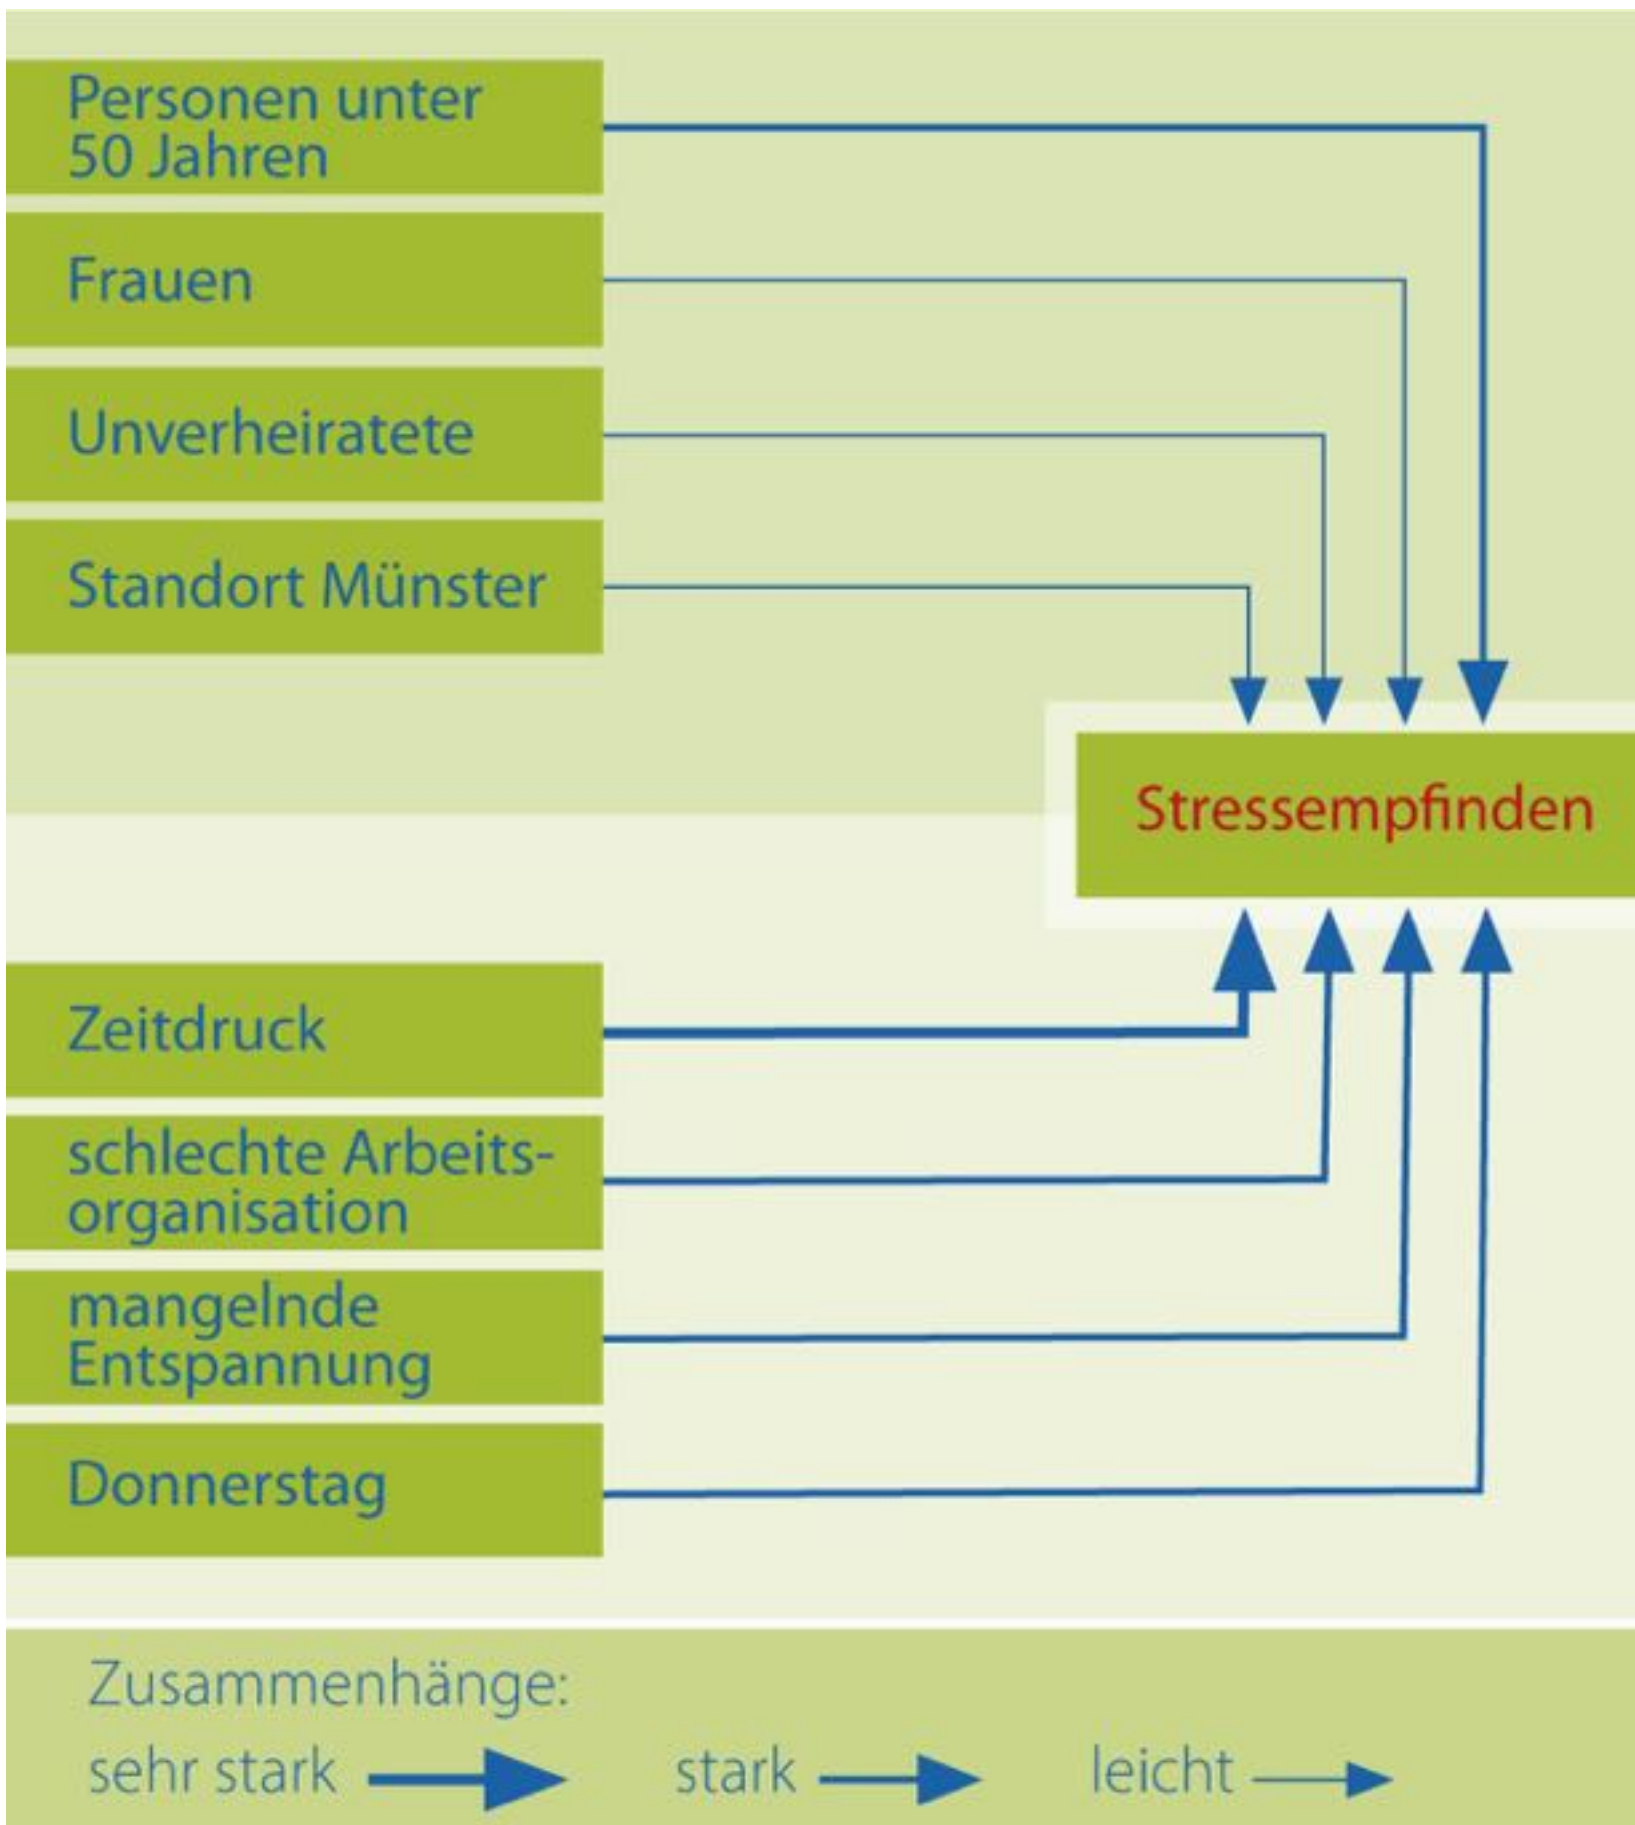 Personen unter
50 Jahren
Frauen
Unverheiratete
Standort Münster
Stressempfinden
Zeitdruck
schlechte Arbeits-
organisation
mangelnde
Entspannung
Donnerstag
Zusammenhänge:
sehr stark stark leicht